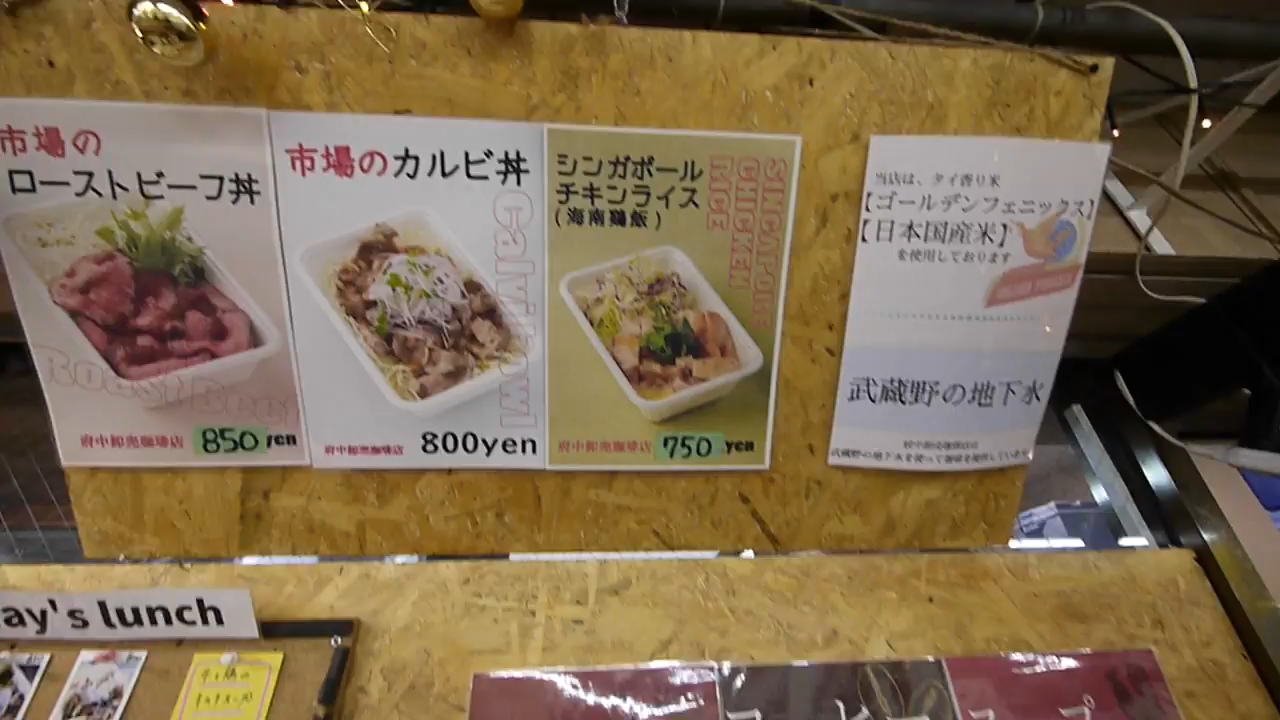 市場の
ローストビーフ丼
Roast Beef
府中卸売珈琲店 850 yen
市場のカルビ丼
府中卸売珈琲店 800yen
シンガポール
チキンライス
(海南鶏飯)
SINGAPORE
CHICKEN
RICE
府中卸売珈琲店 750 yen
当店は、タイ香り米
【ゴールデンフェニックス】
【日本国産米】
を使用しております
武蔵野の地下水
ay's lunch